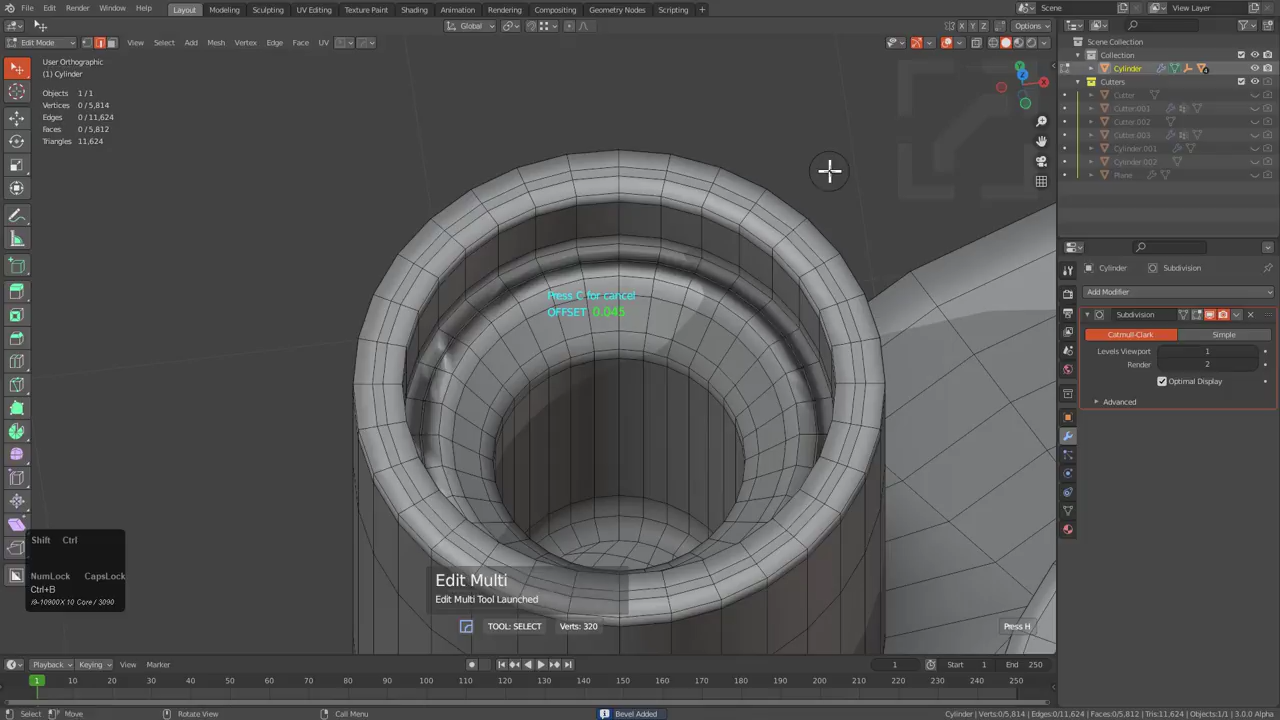 File Edit Render Window Help Layout Modeling Sculpting UV Editing Texture Paint Shading Animation Rendering Compositing Geometry Nodes Scripting + Scene View Layer
Global X Y Z Options
Edit Mode View Select Add Mesh Vertex Edge Face UV
User Orthographic
(1) Cylinder
Objects 1/1
Vertices 0/5,814
Edges 0/11,624
Faces 0/5,812
Triangles 11,624
Scene Collection
Collection
Cylinder
Cutters
Cutter
Cutter.001
Cutter.002
Cutter.003
Cylinder.001
Cylinder.002
Plane
Cylinder Subdivision
Add Modifier
Subdivision
Catmull-Clark Simple
Levels Viewport 1
Render 2
Optimal Display
Advanced
Press C for cancel
OFFSET 0.045
Shift Ctrl
NumLock CapsLock
Ctrl+B
i9-10900X 10 Core / 3090
Edit Multi
Edit Multi Tool Launched
TOOL: SELECT Verts: 320
Press H
Playback Keying View Marker 1 Start 1 End 250
1 10 20 30 40 50 60 70 80 90 100 110 120 130 140 150 160 170 180 190 200 210 220 230 240 250
Select Move Rotate View Call Menu Bevel Added Cylinder | Verts:0/5,814 | Edges:0/11,624 | Faces:0/5,812 | Tris:11,624 | Objects:1/1 | 3.0.0 Alpha